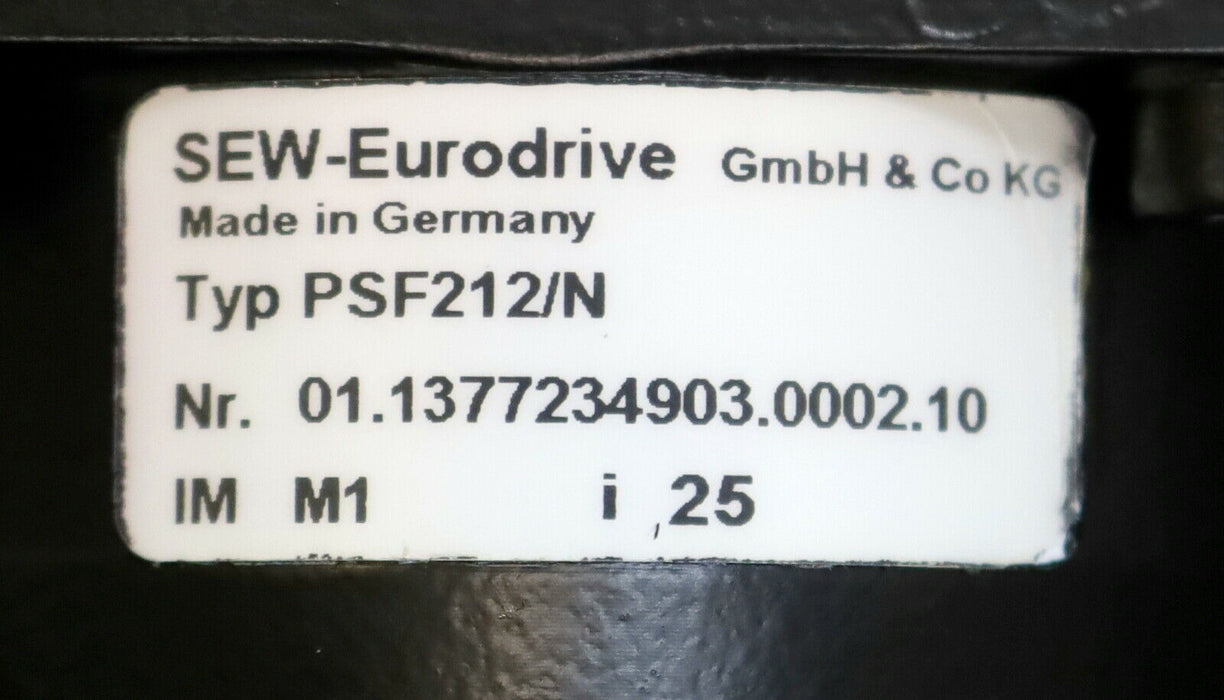 SEW-Eurodrive GmbH & Co KG
Made in Germany
Typ PSF212/N
Nr. 01.1377234903.0002.10
IM M1 i 25